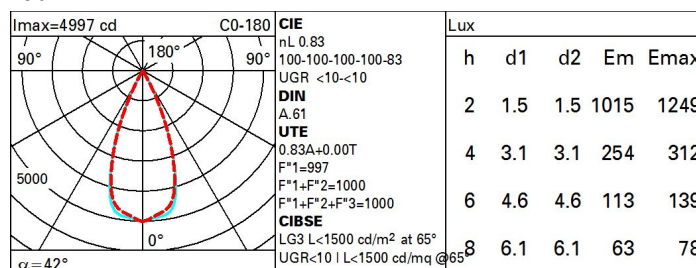 Imax=4997 cd C0-180
90° 180° 90°
5000
0°
α=42°
CIE
nL 0.83
100-100-100-100-83
UGR <10-<10
DIN
A.61
UTE
0.83A+0.00T
F"1=997
F"1+F"2=1000
F"1+F"2+F"3=1000
CIBSE
LG3 L<1500 cd/m² at 65°
UGR<10 | L<1500 cd/mq @65°
Lux
h d1 d2 Em Emax
2 1.5 1.5 1015 1249
4 3.1 3.1 254 312
6 4.6 4.6 113 139
8 6.1 6.1 63 78